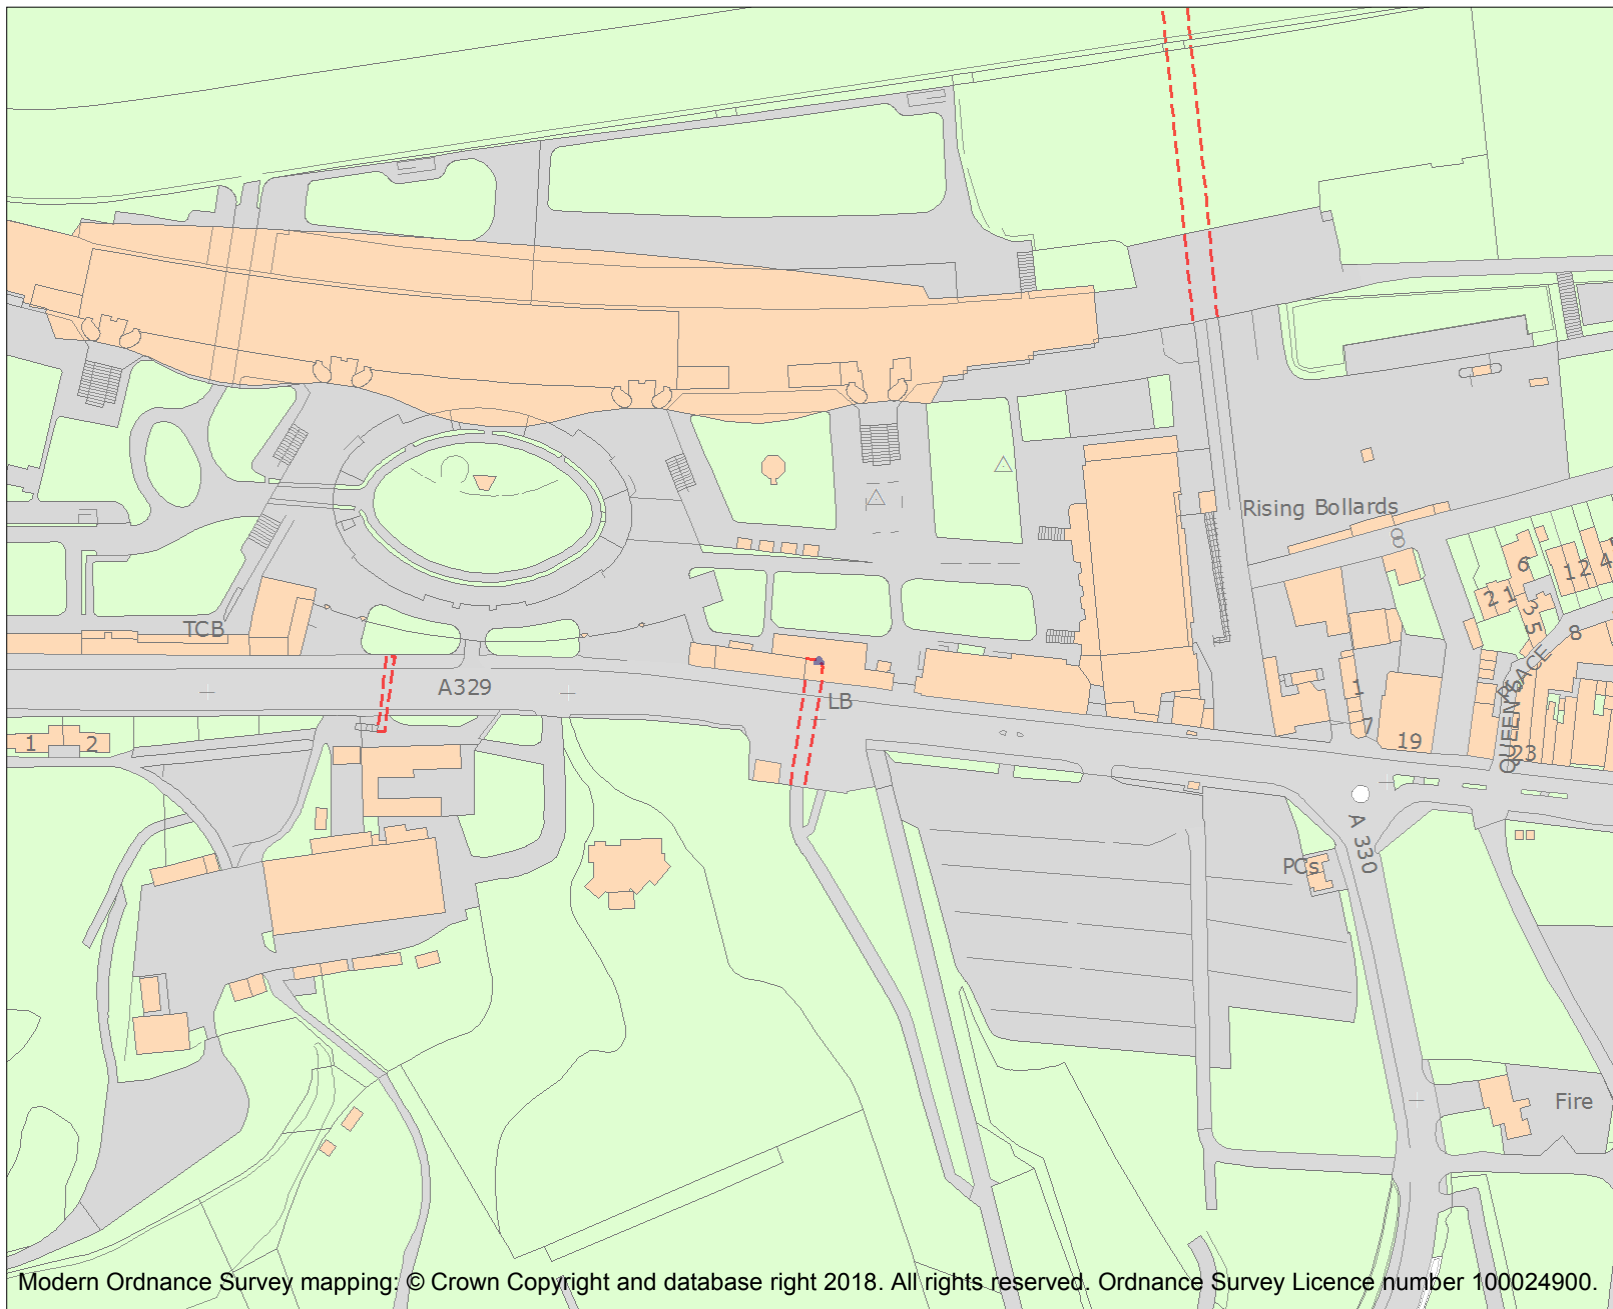 Rising Bollards
6
12
4
21
35
8
TCB
A329
LB
QUEEN'S PLACE
1
7
19
23
1
2
A 330
PCs
Fire
Modern Ordnance Survey mapping: © Crown Copyright and database right 2018. All rights reserved. Ordnance Survey Licence number 100024900.